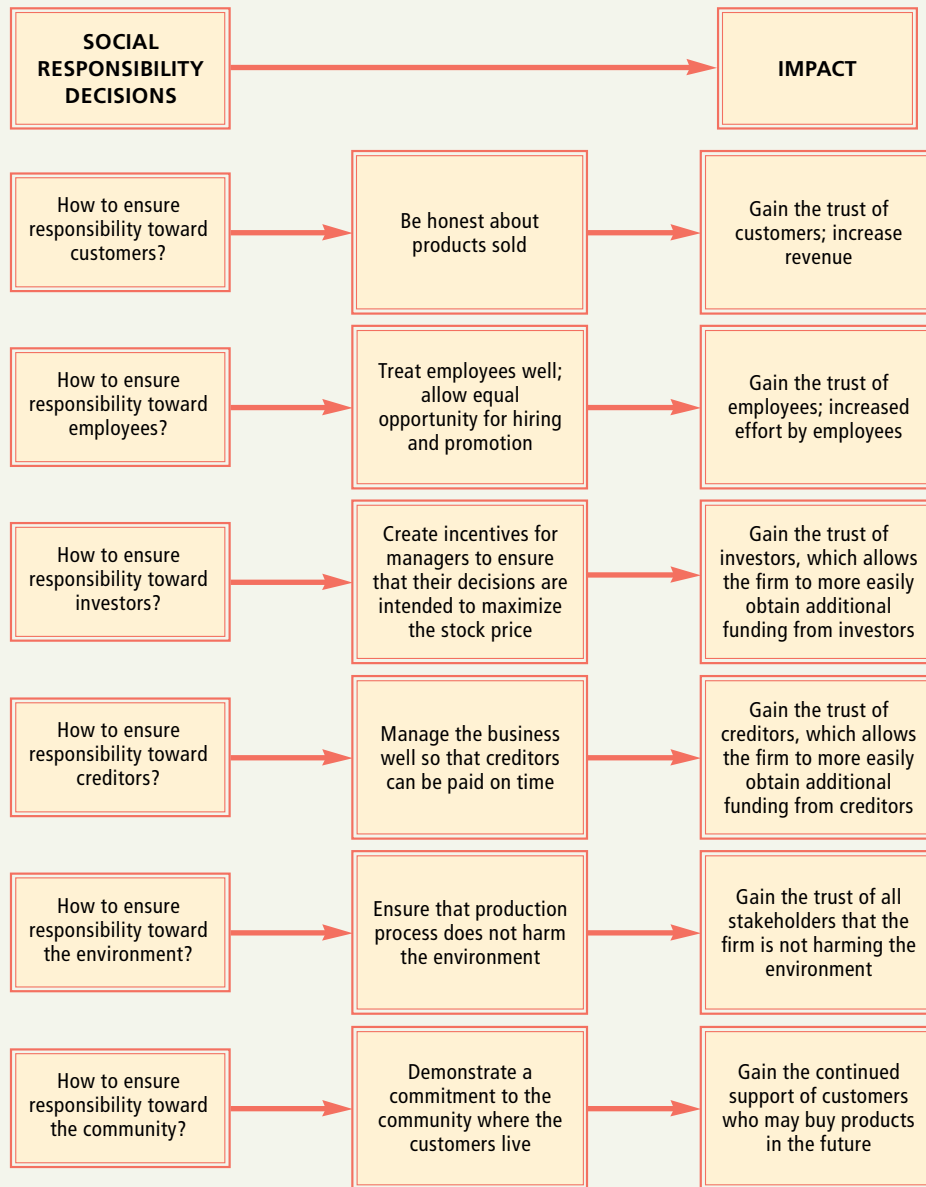 SOCIAL
RESPONSIBILITY
DECISIONS
IMPACT
How to ensure
responsibility toward
customers?
Be honest about
products sold
Gain the trust of
customers; increase
revenue
How to ensure
responsibility toward
employees?
Treat employees well;
allow equal
opportunity for hiring
and promotion
Gain the trust of
employees; increased
effort by employees
How to ensure
responsibility toward
investors?
Create incentives for
managers to ensure
that their decisions are
intended to maximize
the stock price
Gain the trust of
investors, which allows
the firm to more easily
obtain additional
funding from investors
How to ensure
responsibility toward
creditors?
Manage the business
well so that creditors
can be paid on time
Gain the trust of
creditors, which allows
the firm to more easily
obtain additional
funding from creditors
How to ensure
responsibility toward
the environment?
Ensure that production
process does not harm
the environment
Gain the trust of all
stakeholders that the
firm is not harming the
environment
How to ensure
responsibility toward
the community?
Demonstrate a
commitment to the
community where the
customers live
Gain the continued
support of customers
who may buy products
in the future